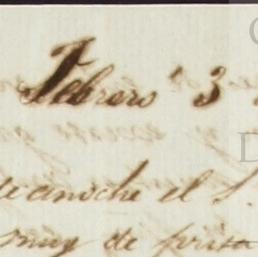 Febrero 3
anoche el S.
muy de prisa